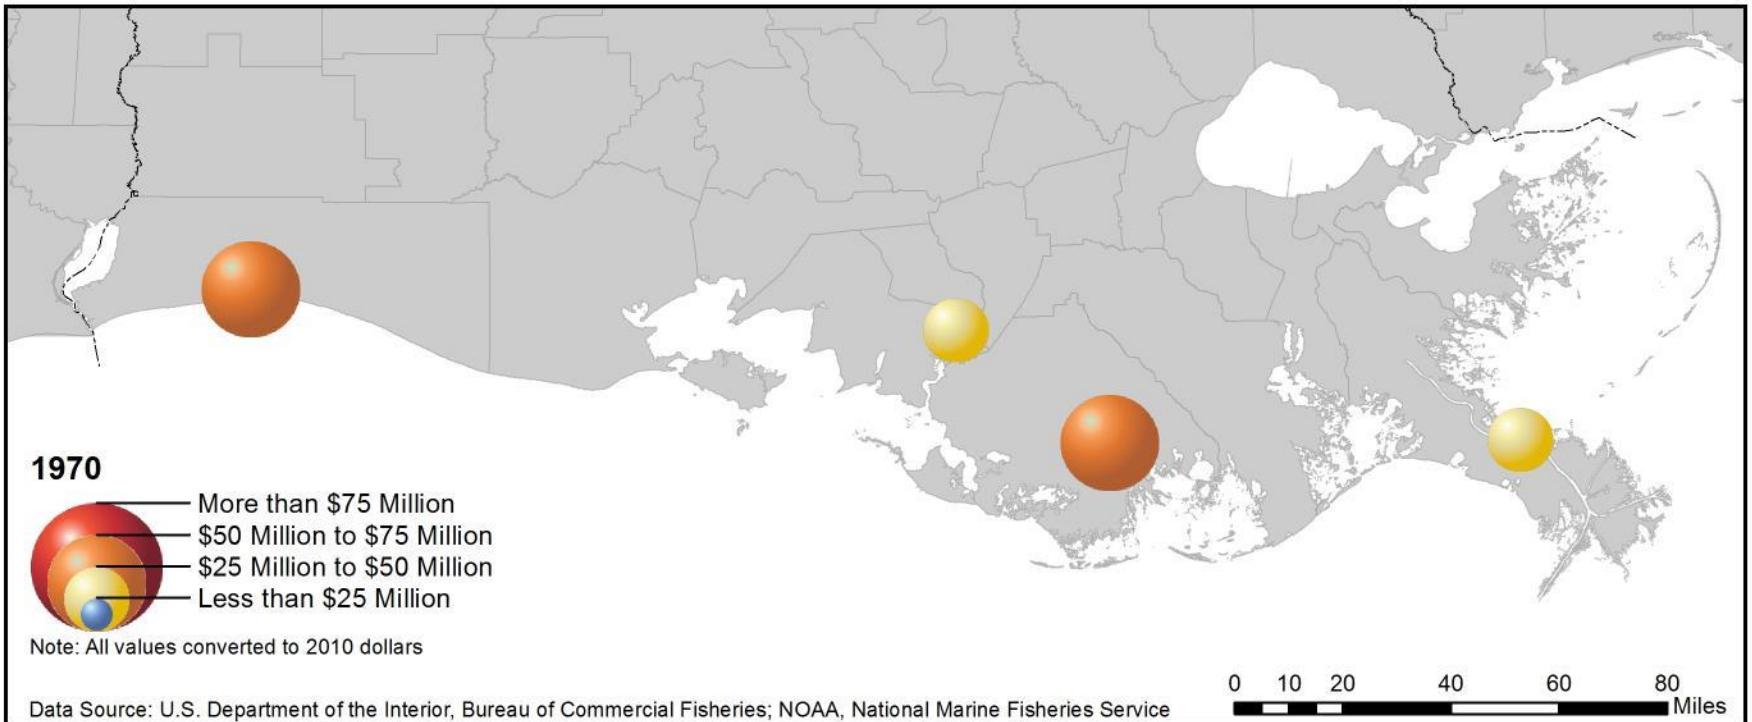 1970
More than $75 Million
$50 Million to $75 Million
$25 Million to $50 Million
Less than $25 Million
Note: All values converted to 2010 dollars
0 10 20 40 60 80
Miles
Data Source: U.S. Department of the Interior, Bureau of Commercial Fisheries; NOAA, National Marine Fisheries Service